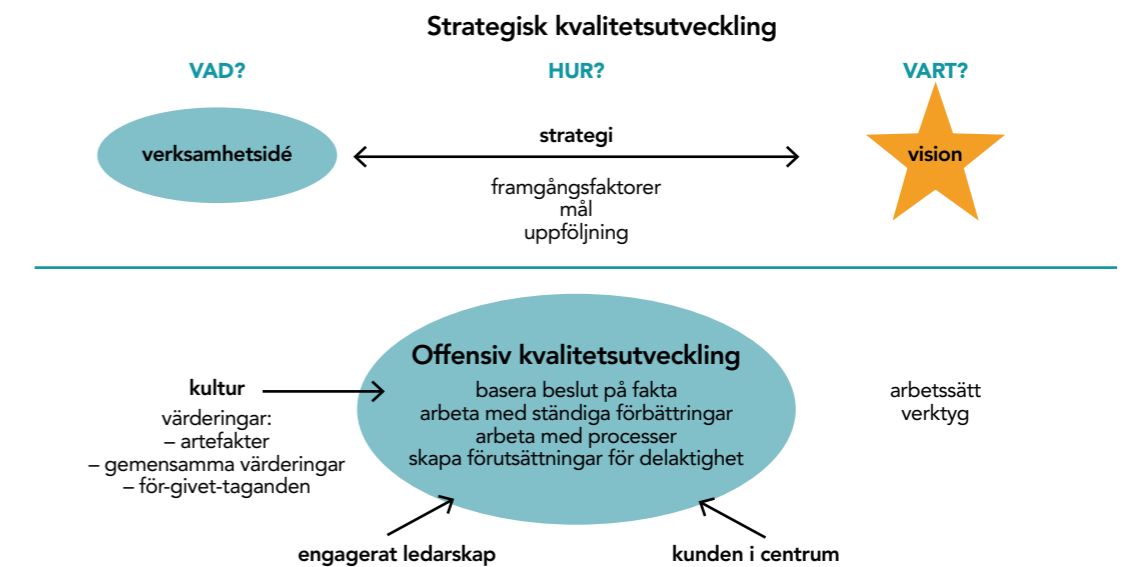 Strategisk kvalitetsutveckling
VAD?
HUR?
VART?
verksamhetsidé
strategi
vision
framgångsfaktorer
mål
uppföljning
Offensiv kvalitetsutveckling
basera beslut på fakta
arbeta med ständiga förbättringar
arbeta med processer
skapa förutsättningar för delaktighet
kultur
värderingar:
– artefakter
– gemensamma värderingar
– för-givet-taganden
arbetssätt
verktyg
engagerat ledarskap
kunden i centrum